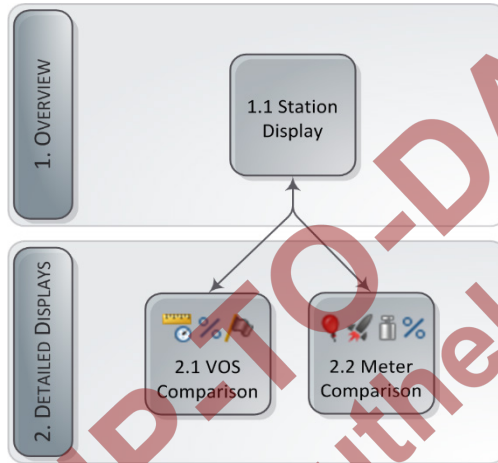 1. OVERVIEW
1.1 Station
Display
2. DETAILED DISPLAYS
%
%
2.1 VOS
Comparison
2.2 Meter
Comparison